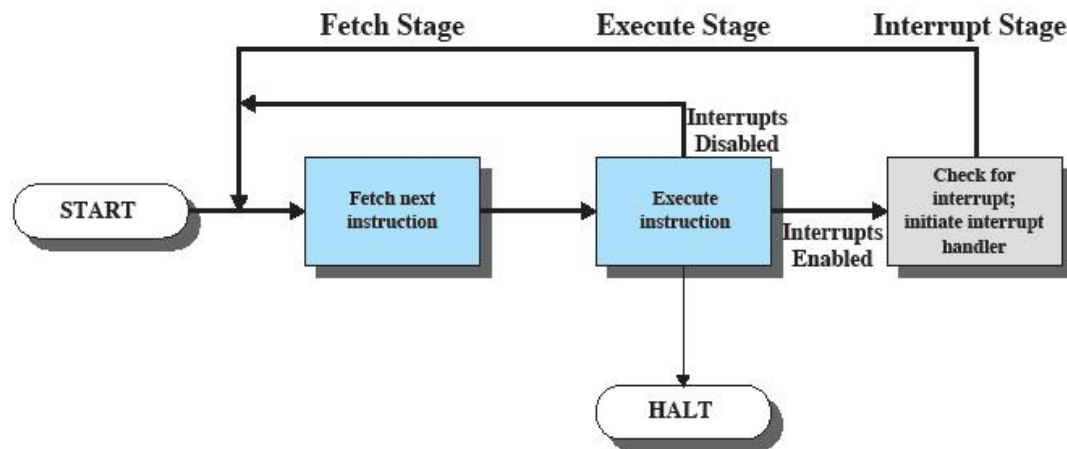 Fetch Stage
Execute Stage
Interrupt Stage
Interrupts
Disabled
START
Fetch next
instruction
Execute
instruction
Interrupts
Enabled
Check for
interrupt;
initiate interrupt
handler
HALT